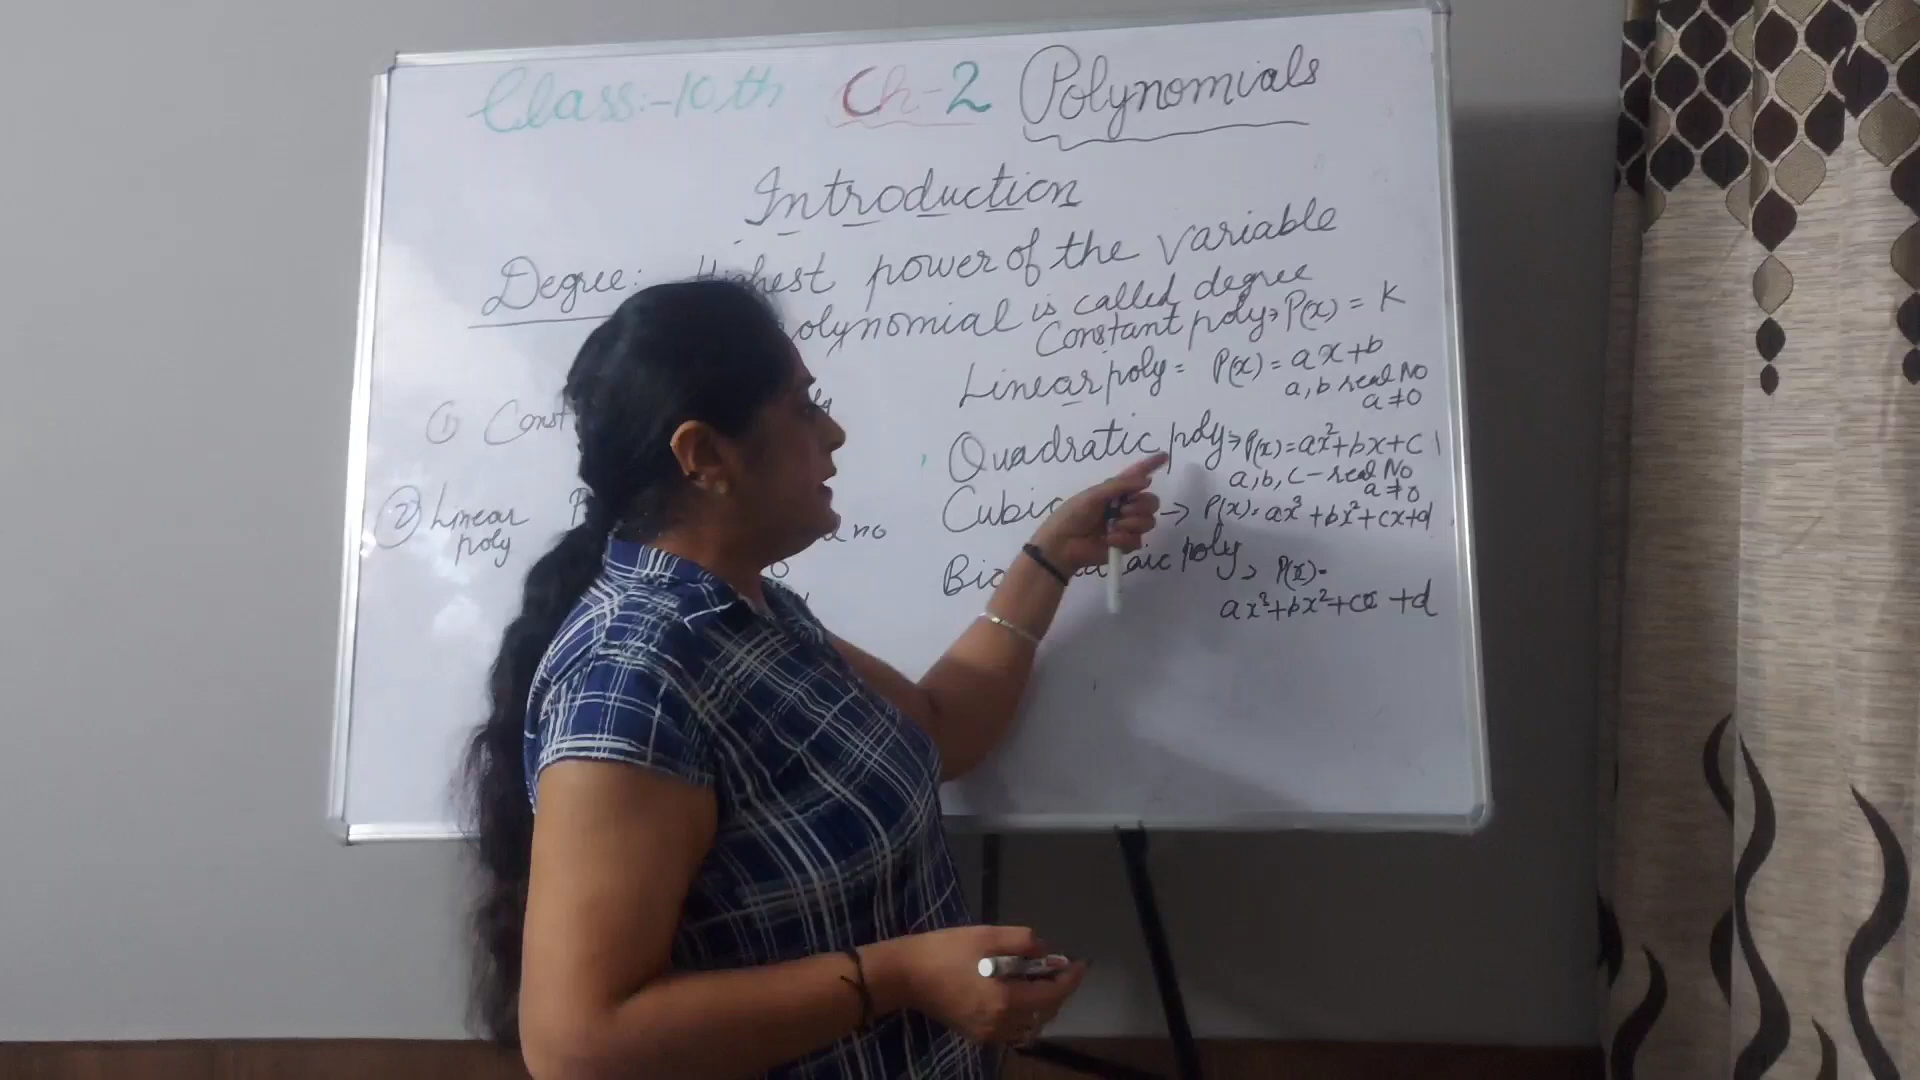 Class:-10th Ch-2 Polynomials
Introduction
Degree: Highest power of the variable
polynomial is called degree
Constant poly→ P(x) = K
Linear poly = P(x) = ax+b
a, b real No
a≠0
① Const
Quadratic poly→ P(x)=ax²+bx+c
a, b, c - real No
a≠0
② Linear
poly
no
Cubic → P(x)= ax³+bx²+cx+d
poly → P(x)=
ax³+bx²+cx +d